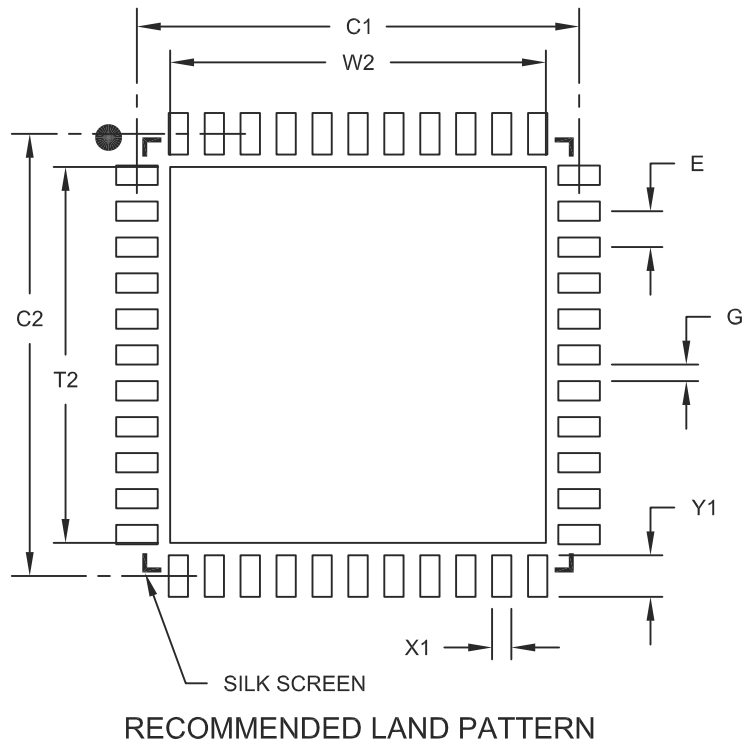 C1
W2
E
C2
G
T2
Y1
X1
SILK SCREEN
RECOMMENDED LAND PATTERN